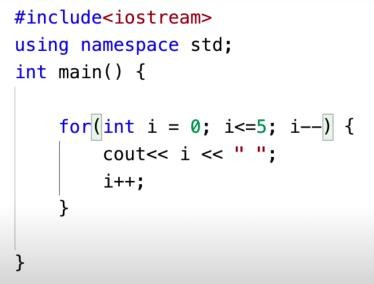 #include<iostream>
using namespace std;
int main() {
for(int i = 0; i<=5; i--) {
cout<< i << " ";
i++;
}
}